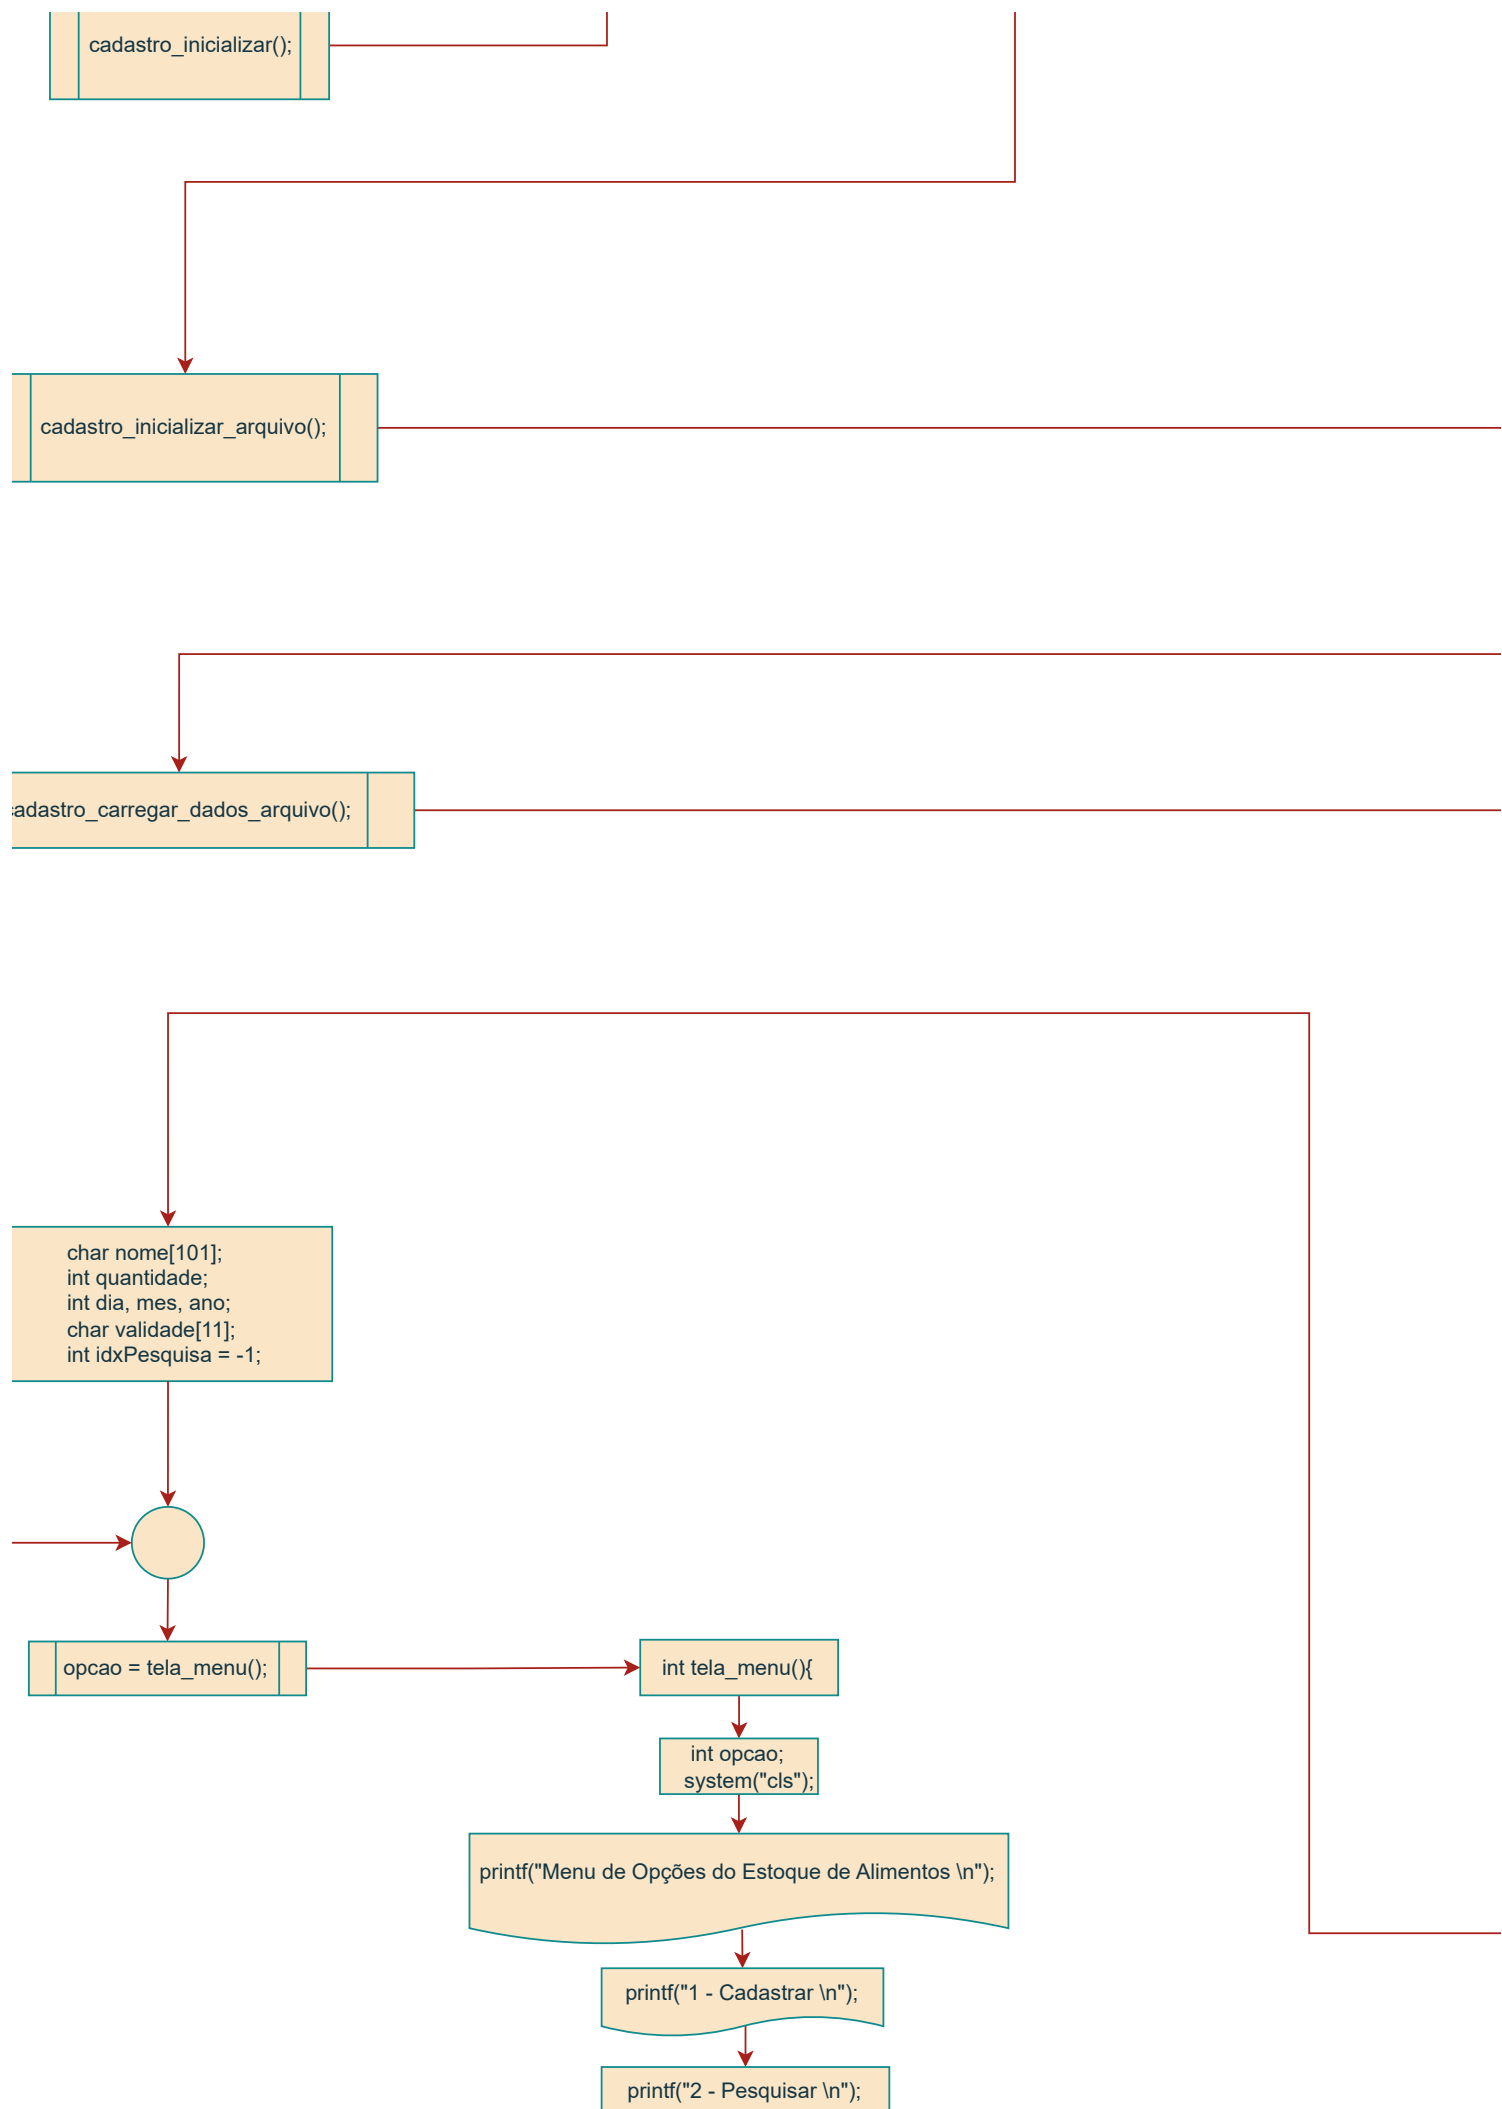 cadastro_inicializar();
cadastro_inicializar_arquivo();
cadastro_carregar_dados_arquivo();
char nome[101];
int quantidade;
int dia, mes, ano;
char validade[11];
int idxPesquisa = -1;
opcao = tela_menu();
int tela_menu(){
int opcao;
system("cls");
printf("Menu de Opções do Estoque de Alimentos \n");
printf("1 - Cadastrar \n");
printf("2 - Pesquisar \n");